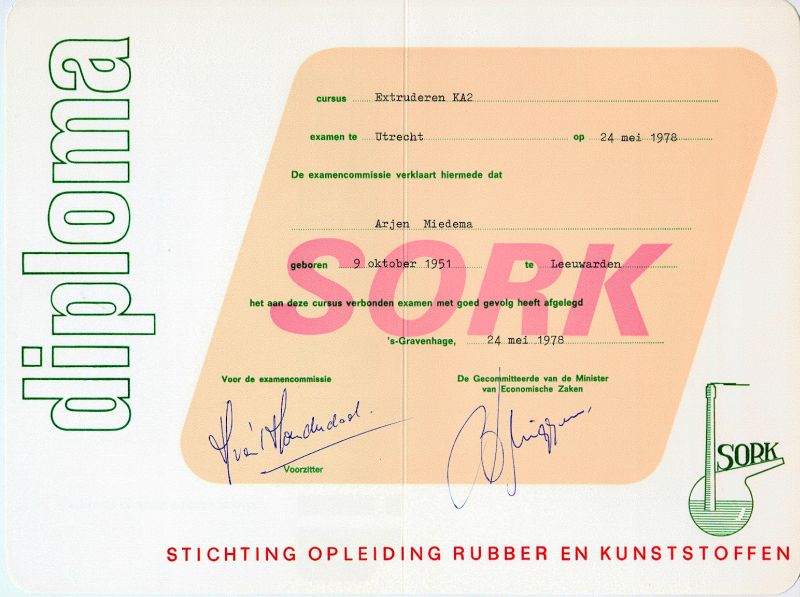 diploma
cursus Extruderen KA2
examen te Utrecht op 24 mei 1978
De examencommissie verklaart hiermede dat
Arjen Miedema
SORK
geboren 9 oktober 1951 te Leeuwarden
het aan deze cursus verbonden examen met goed gevolg heeft afgelegd
's-Gravenhage, 24 mei 1978
Voor de examencommissie
De Gecommitteerde van de Minister
van Economische Zaken
Voorzitter
SORK
STICHTING OPLEIDING RUBBER EN KUNSTSTOFFEN